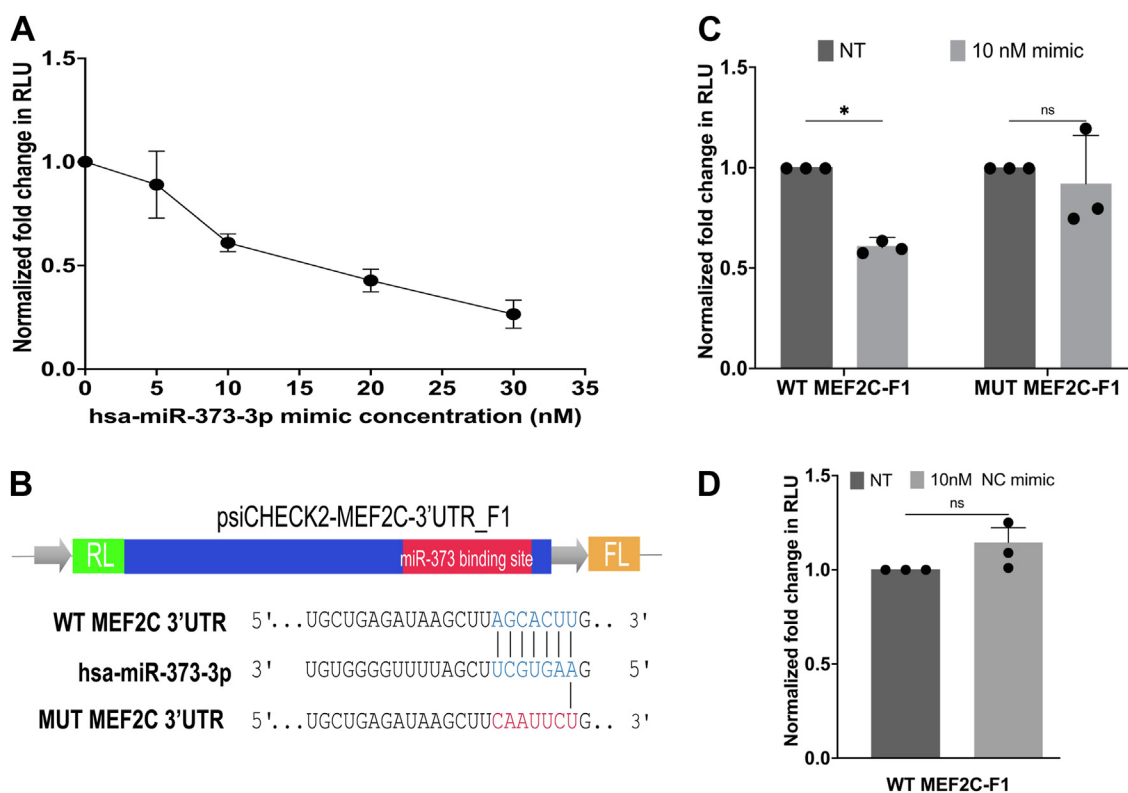 A
Normalized fold change in RLU
1.5
1.0
0.5
0.0
0 5 10 15 20 25 30 35
hsa-miR-373-3p mimic concentration (nM)
B
psiCHECK2-MEF2C-3'UTR_F1
RL miR-373 binding site FL
WT MEF2C 3'UTR 5'...UGCUGAGAUAAGCUUAGCACUUG.. 3'
hsa-miR-373-3p 3' UGUGGGGUUUUAGCUUCGUGAAG 5'
MUT MEF2C 3'UTR 5'...UGCUGAGAUAAGCUUCAAUUCUG.. 3'
C
NT 10 nM mimic
Normalized fold change in RLU
1.5
1.0
0.5
0.0
* ns
WT MEF2C-F1 MUT MEF2C-F1
D
NT 10nM NC mimic
Normalized fold change in RLU
1.5
1.0
0.5
0.0
ns
WT MEF2C-F1